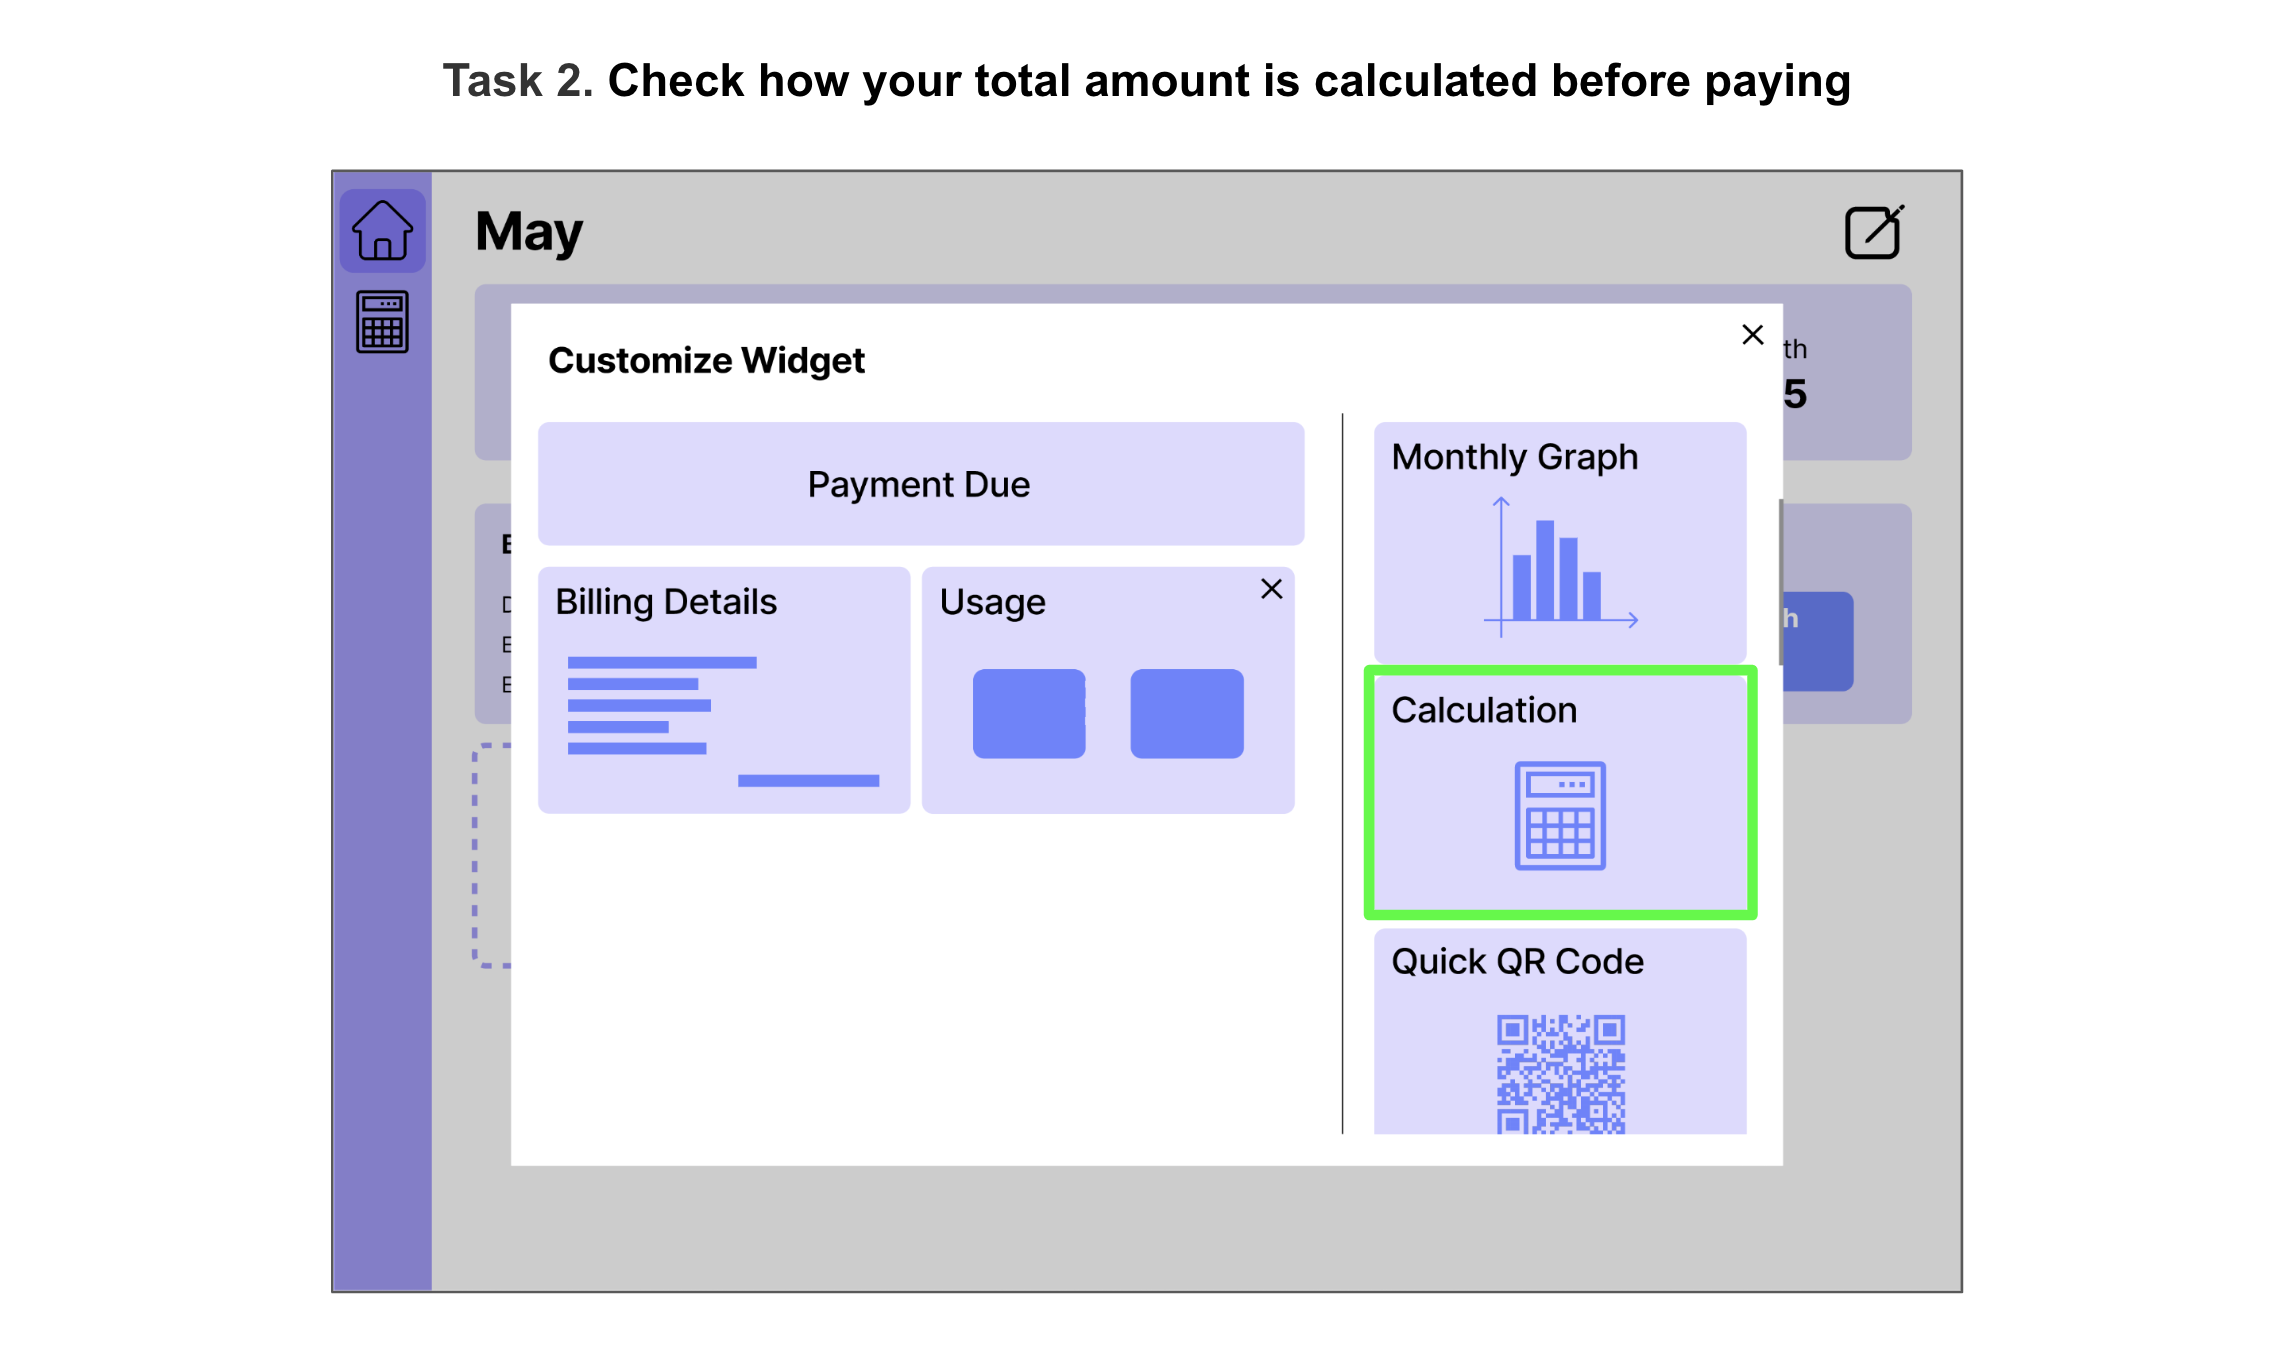 Task 2. Check how your total amount is calculated before paying
May
th
5
Customize Widget
Payment Due
Monthly Graph
Billing Details
Usage
h
Calculation
Quick QR Code